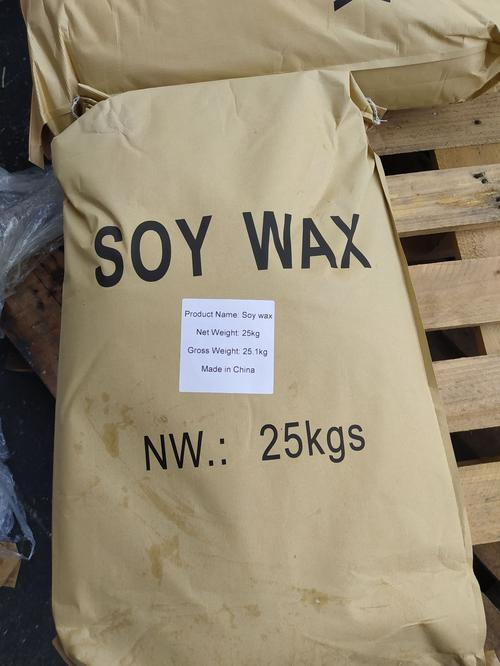 SOY WAX
Product Name: Soy wax
Net Weight: 25kg
Gross Weight: 25.1kg
Made in China
NW.: 25kgs